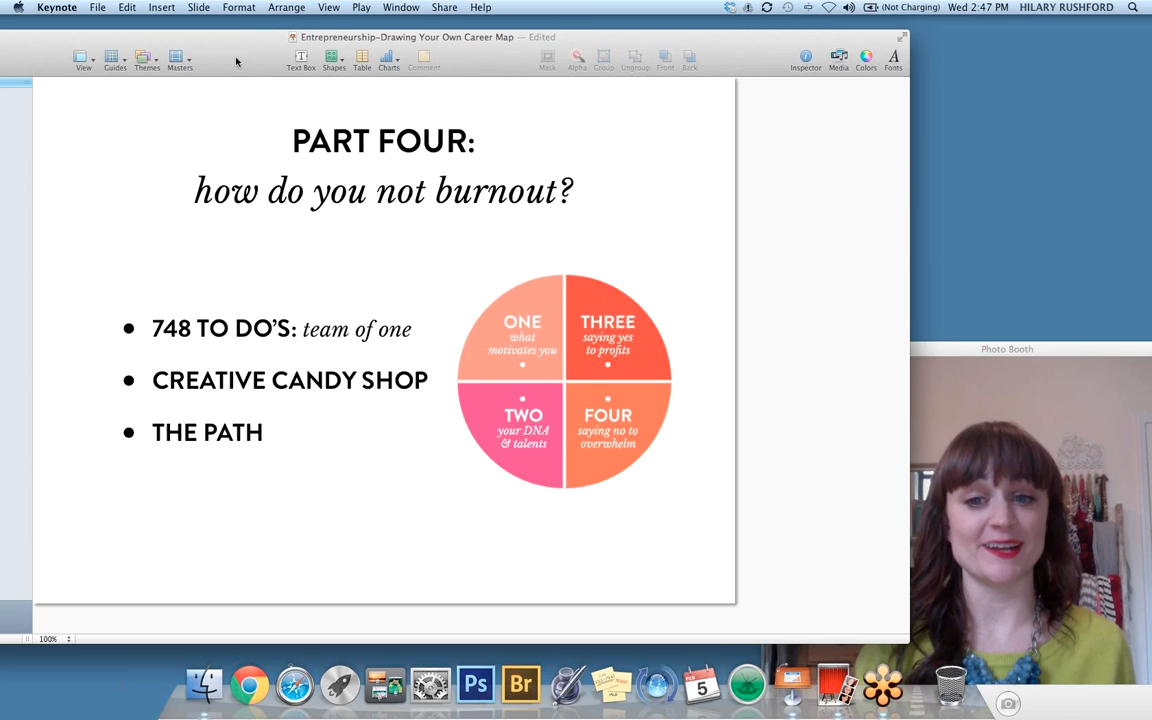 Keynote File Edit Insert Slide Format Arrange View Play Window Share Help (Not Charging) Wed 2:47 PM HILARY RUSHFORD
Entrepreneurship-Drawing Your Own Career Map — Edited
View Guides Themes Masters Text Box Shapes Table Charts Comment Mask Alpha Group Ungroup Front Back Inspector Media Colors Fonts
PART FOUR:
how do you not burnout?
• 748 TO DO'S: team of one
• CREATIVE CANDY SHOP
• THE PATH
ONE
what
motivates you
THREE
saying yes
to profits
TWO
your DNA
& talents
FOUR
saying no to
overwhelm
Photo Booth
100%
Ps
Br
FEB
5